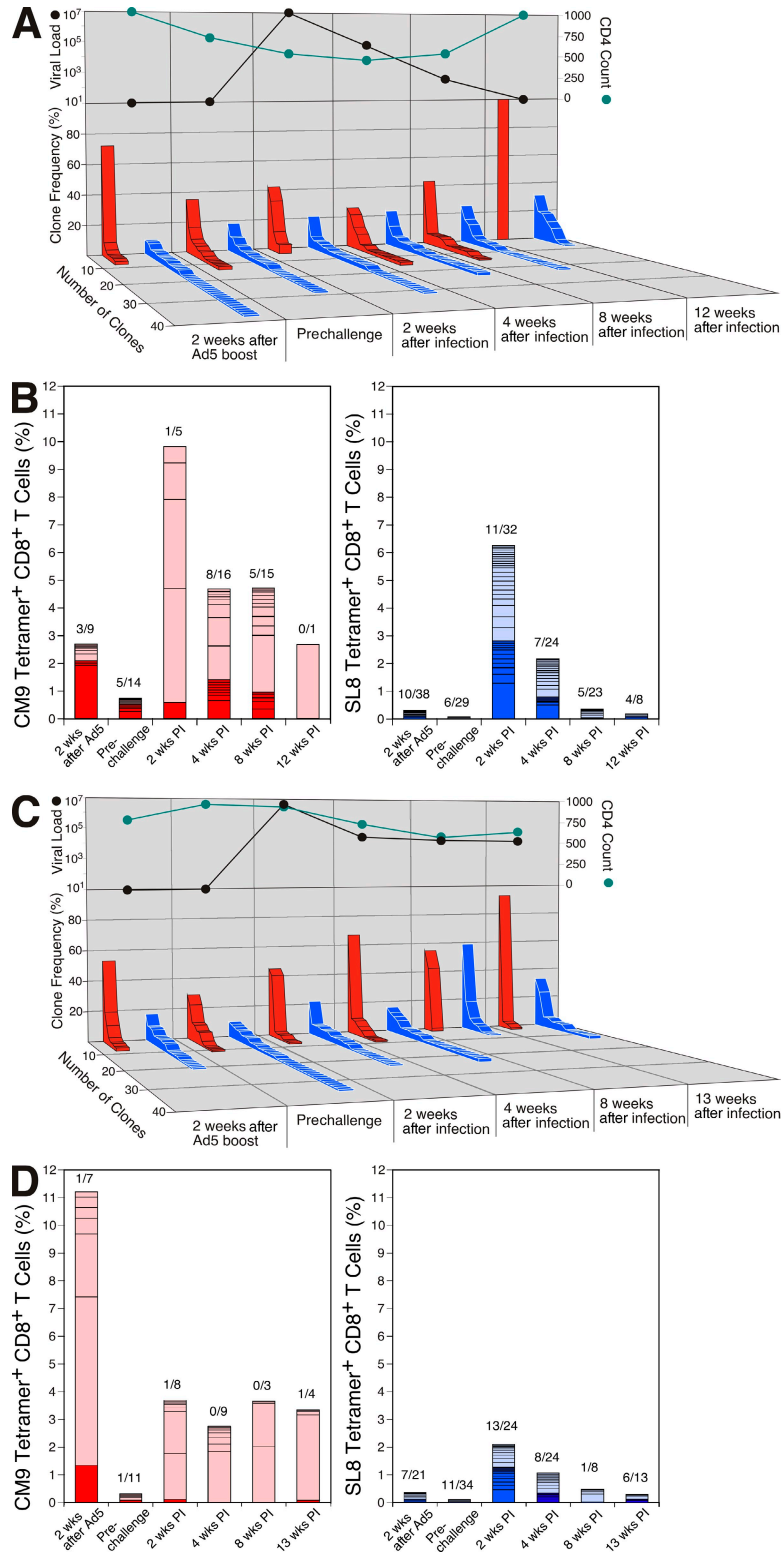 A
Viral Load
10⁷
10⁵
10³
10¹
1000
750
500
250
0
CD4 Count
Clone Frequency (%)
80
60
40
20
10
20
30
40
Number of Clones
2 weeks after
Ad5 boost
Prechallenge
2 weeks
after infection
4 weeks
after infection
8 weeks
after infection
12 weeks
after infection
B
CM9 Tetramer⁺ CD8⁺ T Cells (%)
12
11
10
9
8
7
6
5
4
3
2
1
0
3/9
5/14
1/5
8/16
5/15
0/1
2 wks
after Ad5
Pre-
challenge
2 wks PI
4 wks PI
8 wks PI
12 wks PI
SL8 Tetramer⁺ CD8⁺ T Cells (%)
12
11
10
9
8
7
6
5
4
3
2
1
0
10/38
6/29
11/32
7/24
5/23
4/8
2 wks
after Ad5
Pre-
challenge
2 wks PI
4 wks PI
8 wks PI
12 wks PI
C
Viral Load
10⁷
10⁵
10³
10¹
1000
750
500
250
0
CD4 Count
Clone Frequency (%)
80
60
40
20
10
20
30
40
Number of Clones
2 weeks after
Ad5 boost
Prechallenge
2 weeks
after infection
4 weeks
after infection
8 weeks
after infection
13 weeks
after infection
D
CM9 Tetramer⁺ CD8⁺ T Cells (%)
12
11
10
9
8
7
6
5
4
3
2
1
0
1/7
1/11
1/8
0/9
0/3
1/4
2 wks
after Ad5
Pre-
challenge
2 wks PI
4 wks PI
8 wks PI
13 wks PI
SL8 Tetramer⁺ CD8⁺ T Cells (%)
12
11
10
9
8
7
6
5
4
3
2
1
0
7/21
11/34
13/24
8/24
1/8
6/13
2 wks
after Ad5
Pre-
challenge
2 wks PI
4 wks PI
8 wks PI
13 wks PI